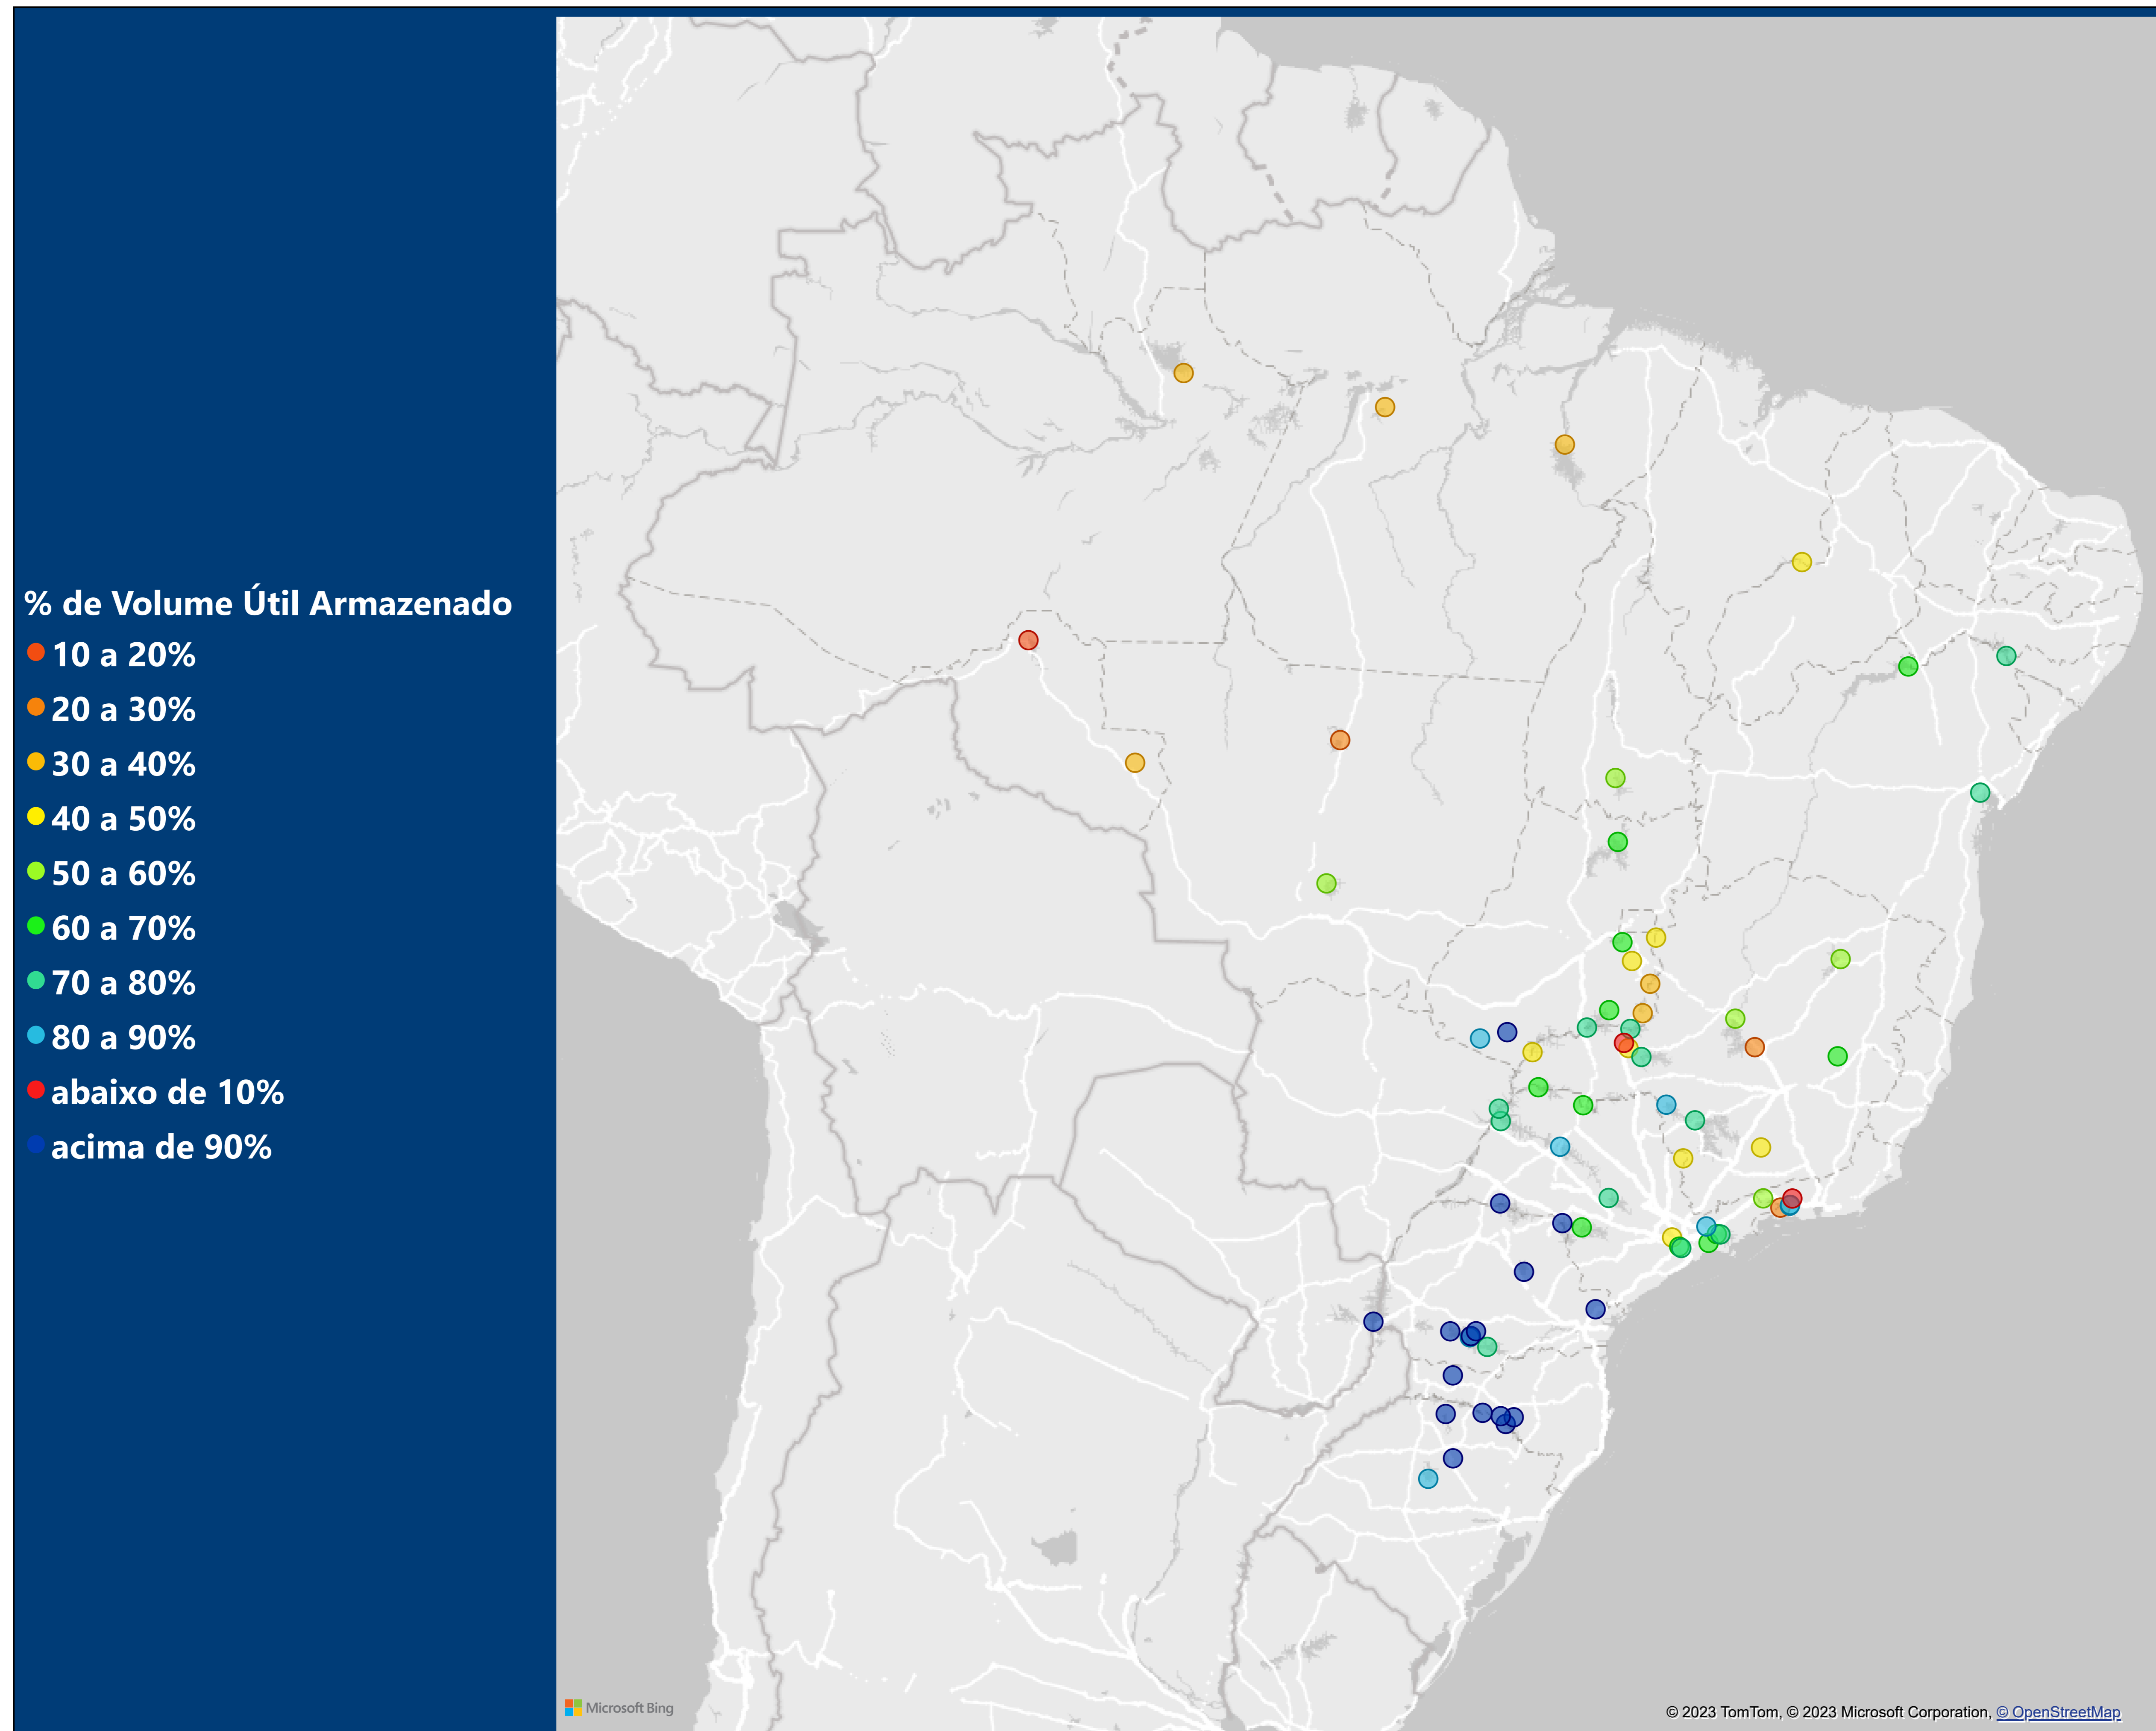 % de Volume Útil Armazenado
10 a 20%
20 a 30%
30 a 40%
40 a 50%
50 a 60%
60 a 70%
70 a 80%
80 a 90%
abaixo de 10%
acima de 90%
Microsoft Bing
© 2023 TomTom, © 2023 Microsoft Corporation, © OpenStreetMap